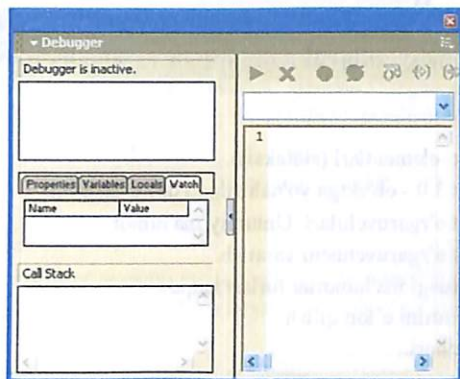 Debugger
Debugger is inactive.
Properties Variables Locals Watch
Name Value
Call Stack
1